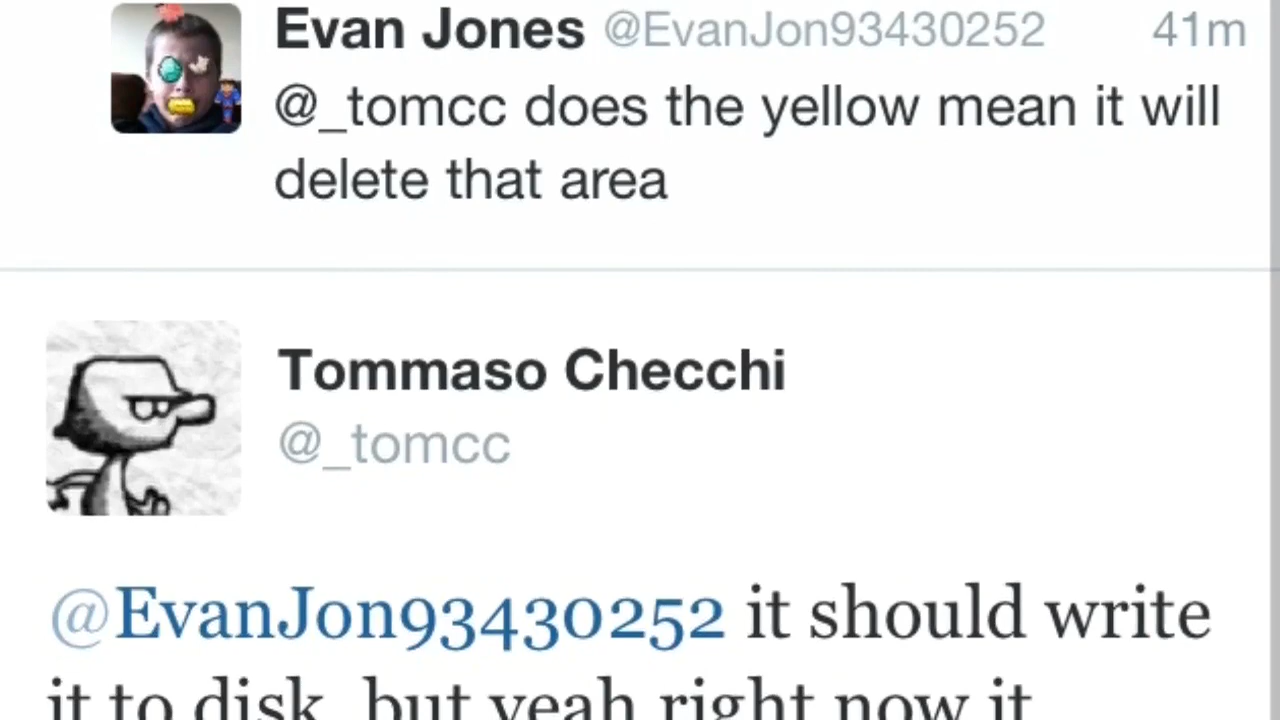 Evan Jones @EvanJon93430252 41m
@_tomcc does the yellow mean it will
delete that area
Tommaso Checchi
@_tomcc
@EvanJon93430252 it should write
it to disk, but yeah right now it